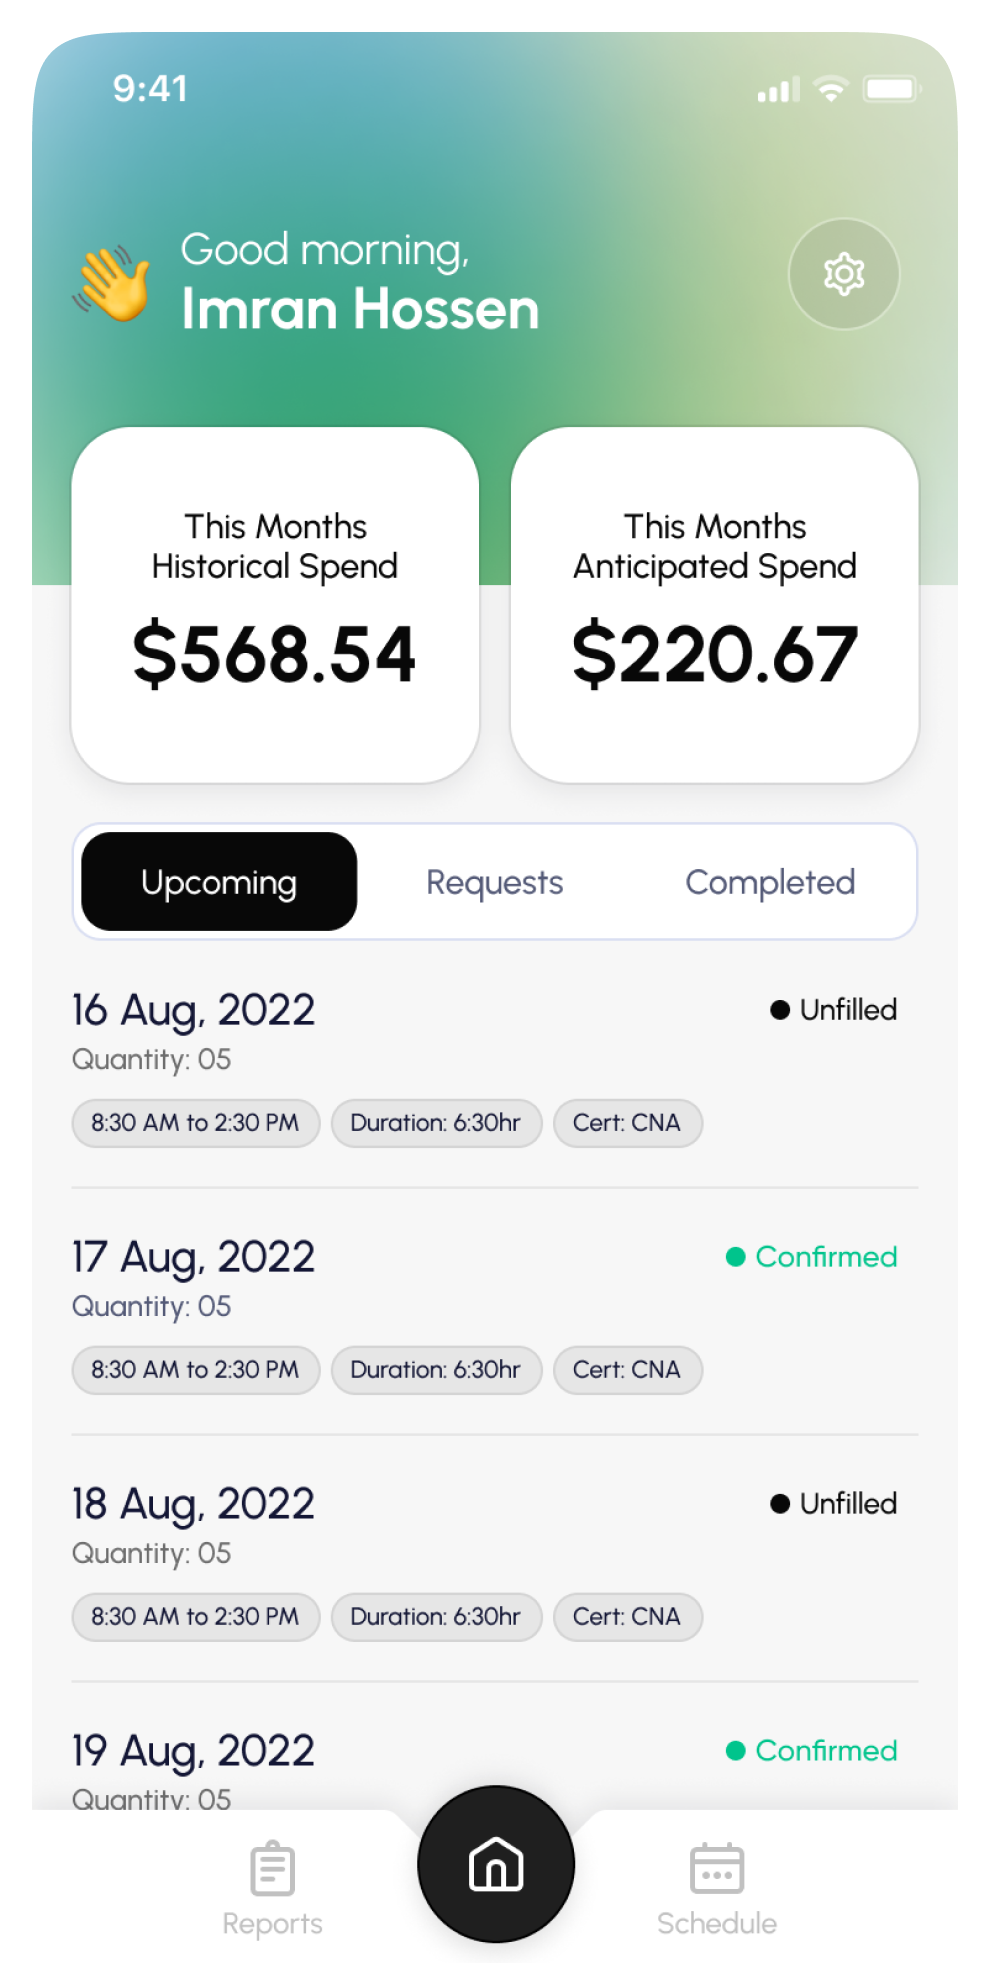 9:41
Good morning,
Imran Hossen
This Months
Historical Spend
$568.54
This Months
Anticipated Spend
$220.67
Upcoming
Requests
Completed
16 Aug, 2022
Unfilled
Quantity: 05
8:30 AM to 2:30 PM
Duration: 6:30hr
Cert: CNA
17 Aug, 2022
Confirmed
Quantity: 05
8:30 AM to 2:30 PM
Duration: 6:30hr
Cert: CNA
18 Aug, 2022
Unfilled
Quantity: 05
8:30 AM to 2:30 PM
Duration: 6:30hr
Cert: CNA
19 Aug, 2022
Confirmed
Quantity: 05
Reports
Schedule